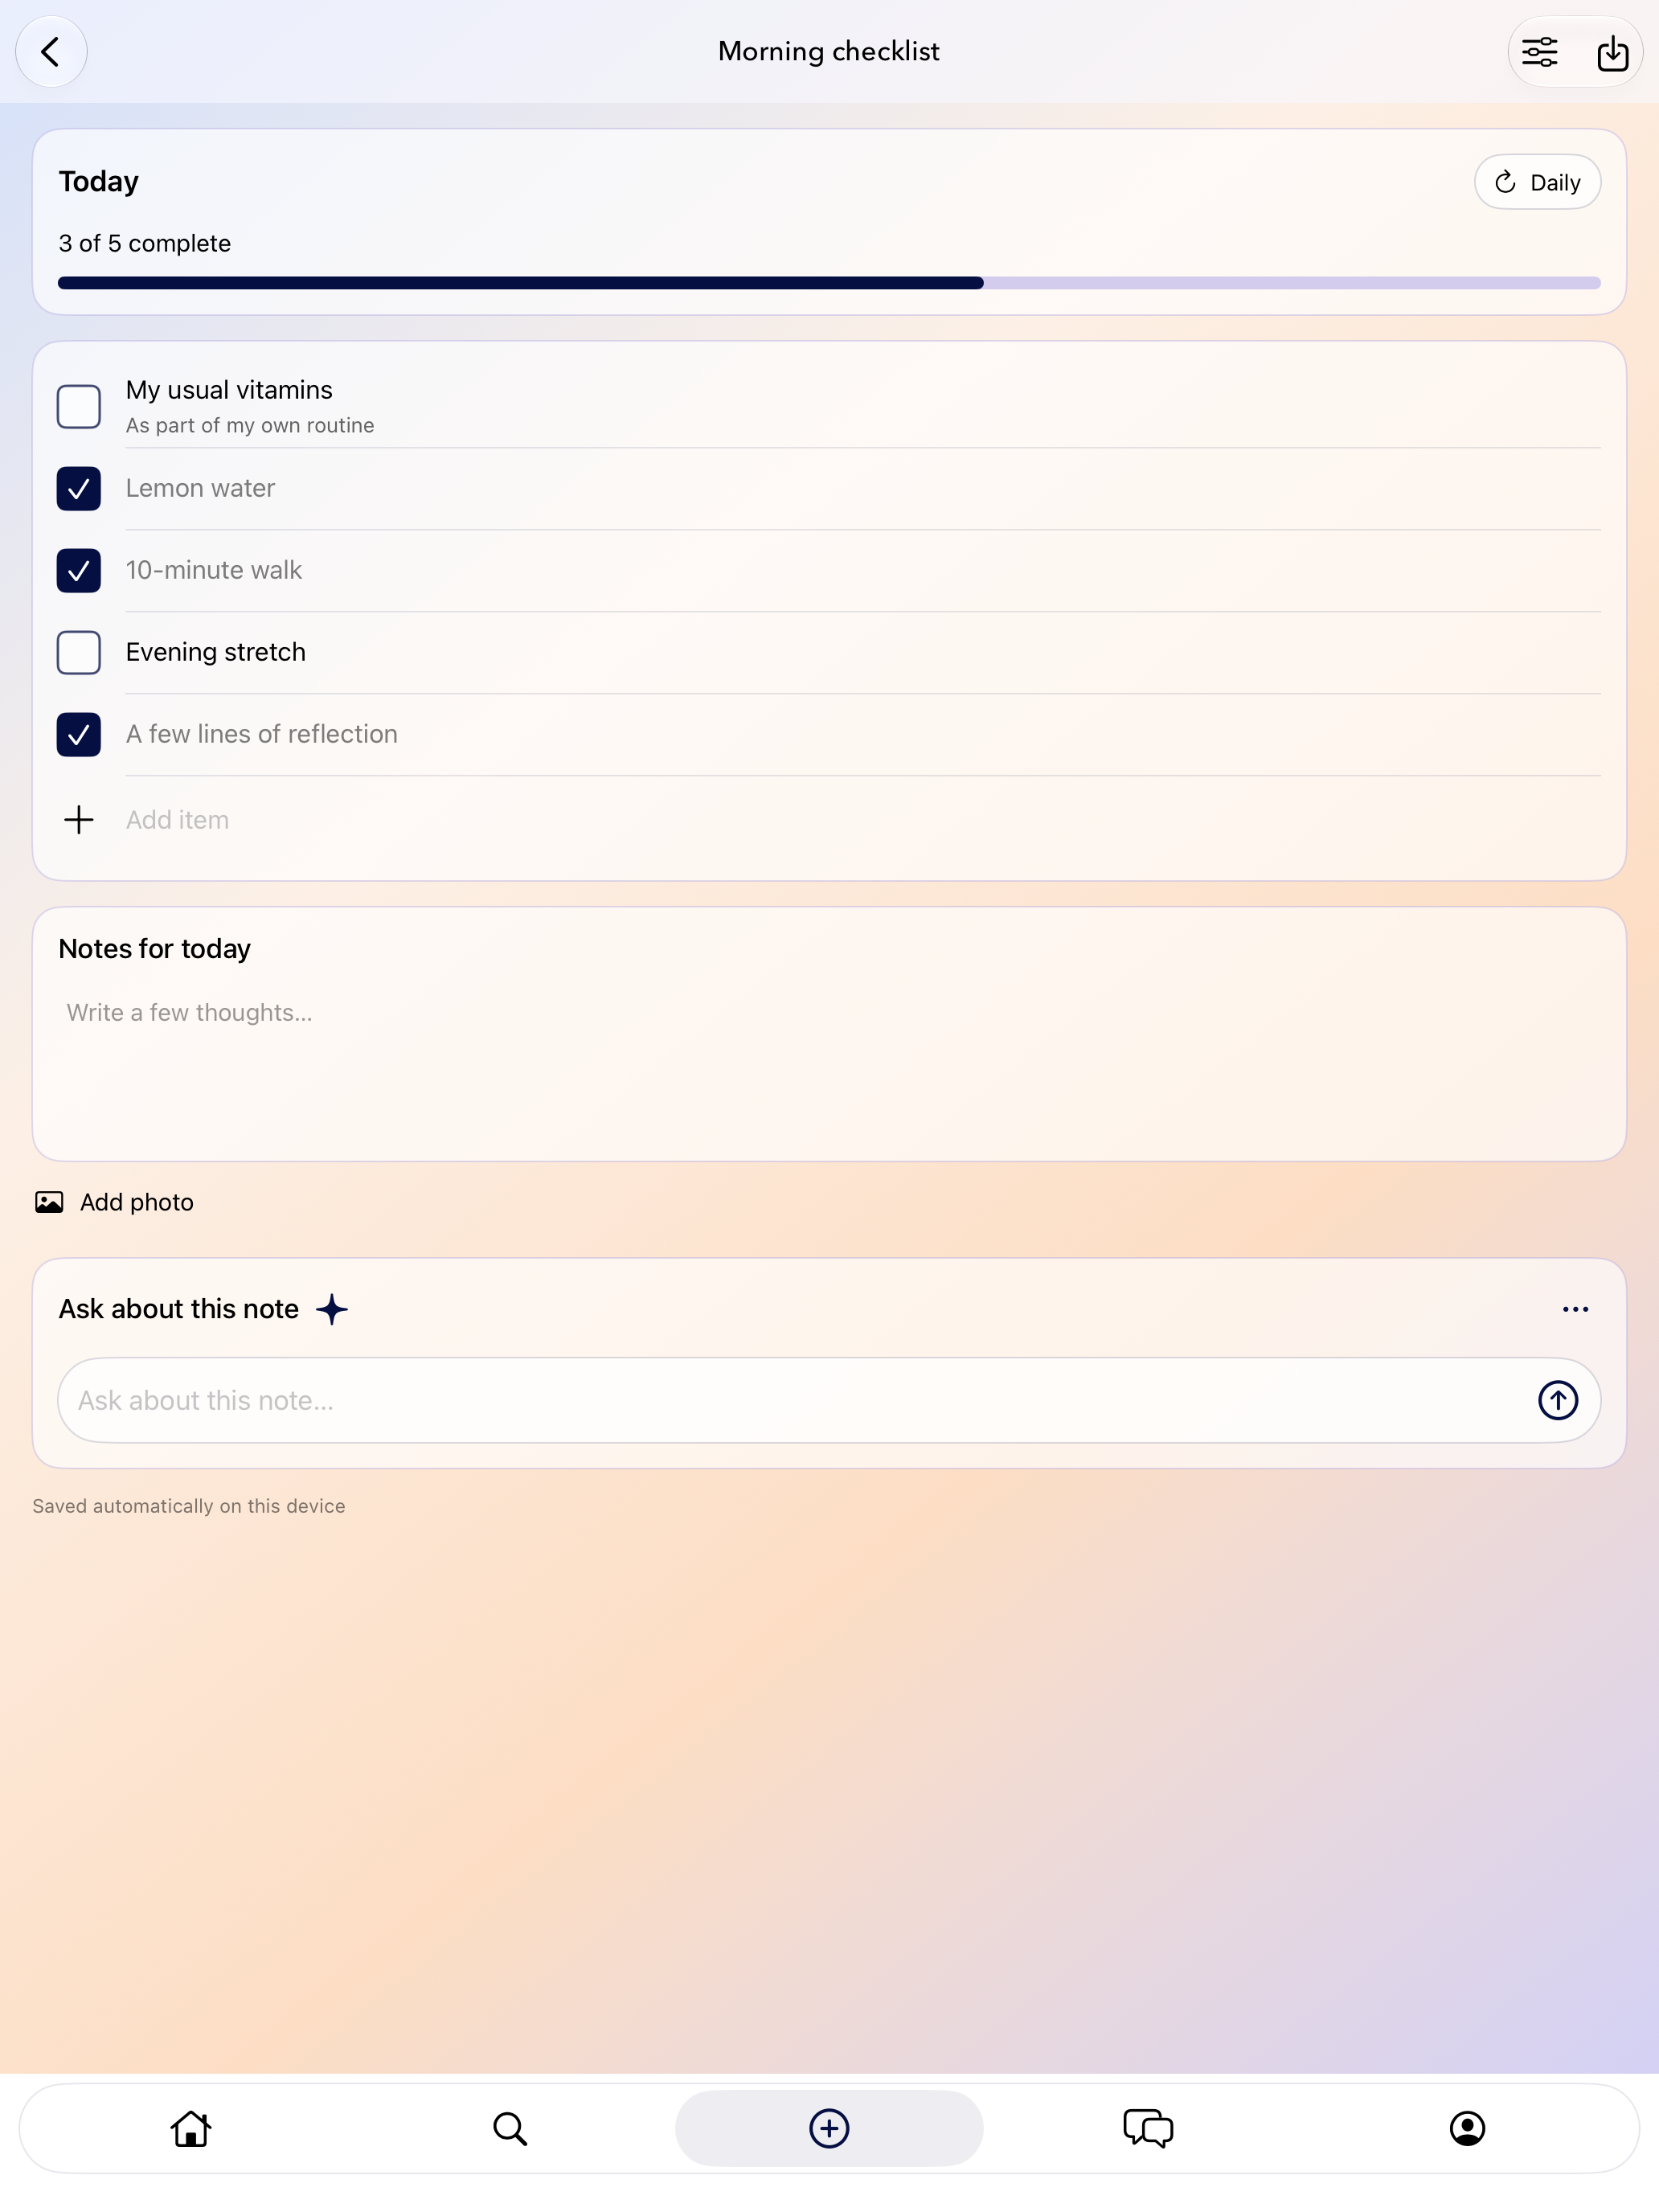 Morning checklist
Today
Daily
3 of 5 complete
My usual vitamins
As part of my own routine
Lemon water
10-minute walk
Evening stretch
A few lines of reflection
Add item
Notes for today
Write a few thoughts...
Add photo
Ask about this note
Ask about this note...
Saved automatically on this device